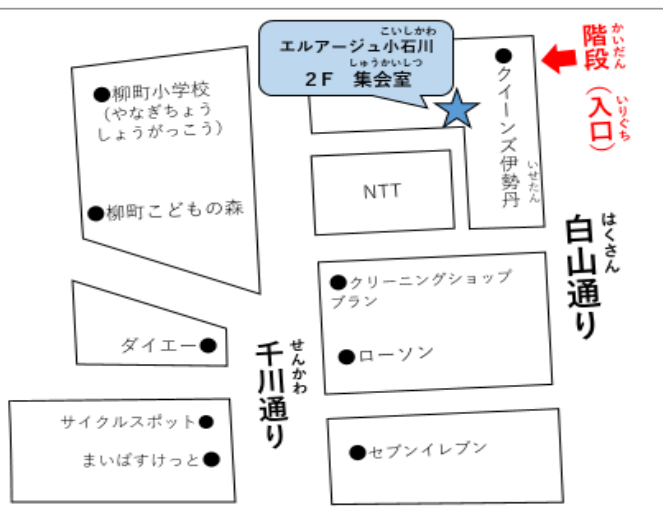 こいしかわ
エルアージュ小石川
しゅうかいしつ
2F 集会室
かいだん
階段
いりぐち
（入口）
●柳町小学校
（やなぎちょう
しょうがっこう）
●クイーンズ伊勢丹
いせたん
●柳町こどもの森
NTT
はくさん
白山通り
●クリーニングショップ
ブラン
ダイエー●
●ローソン
せんかわ
千川通り
サイクルスポット●
まいばすけっと●
●セブンイレブン